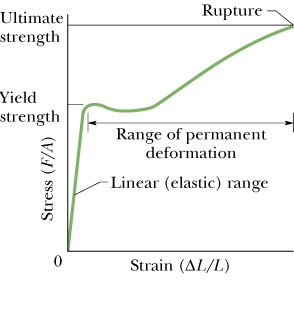 Ultimate
strength
Rupture
Yield
strength
Range of permanent
deformation
Linear (elastic) range
Stress (F/A)
0
Strain (ΔL/L)